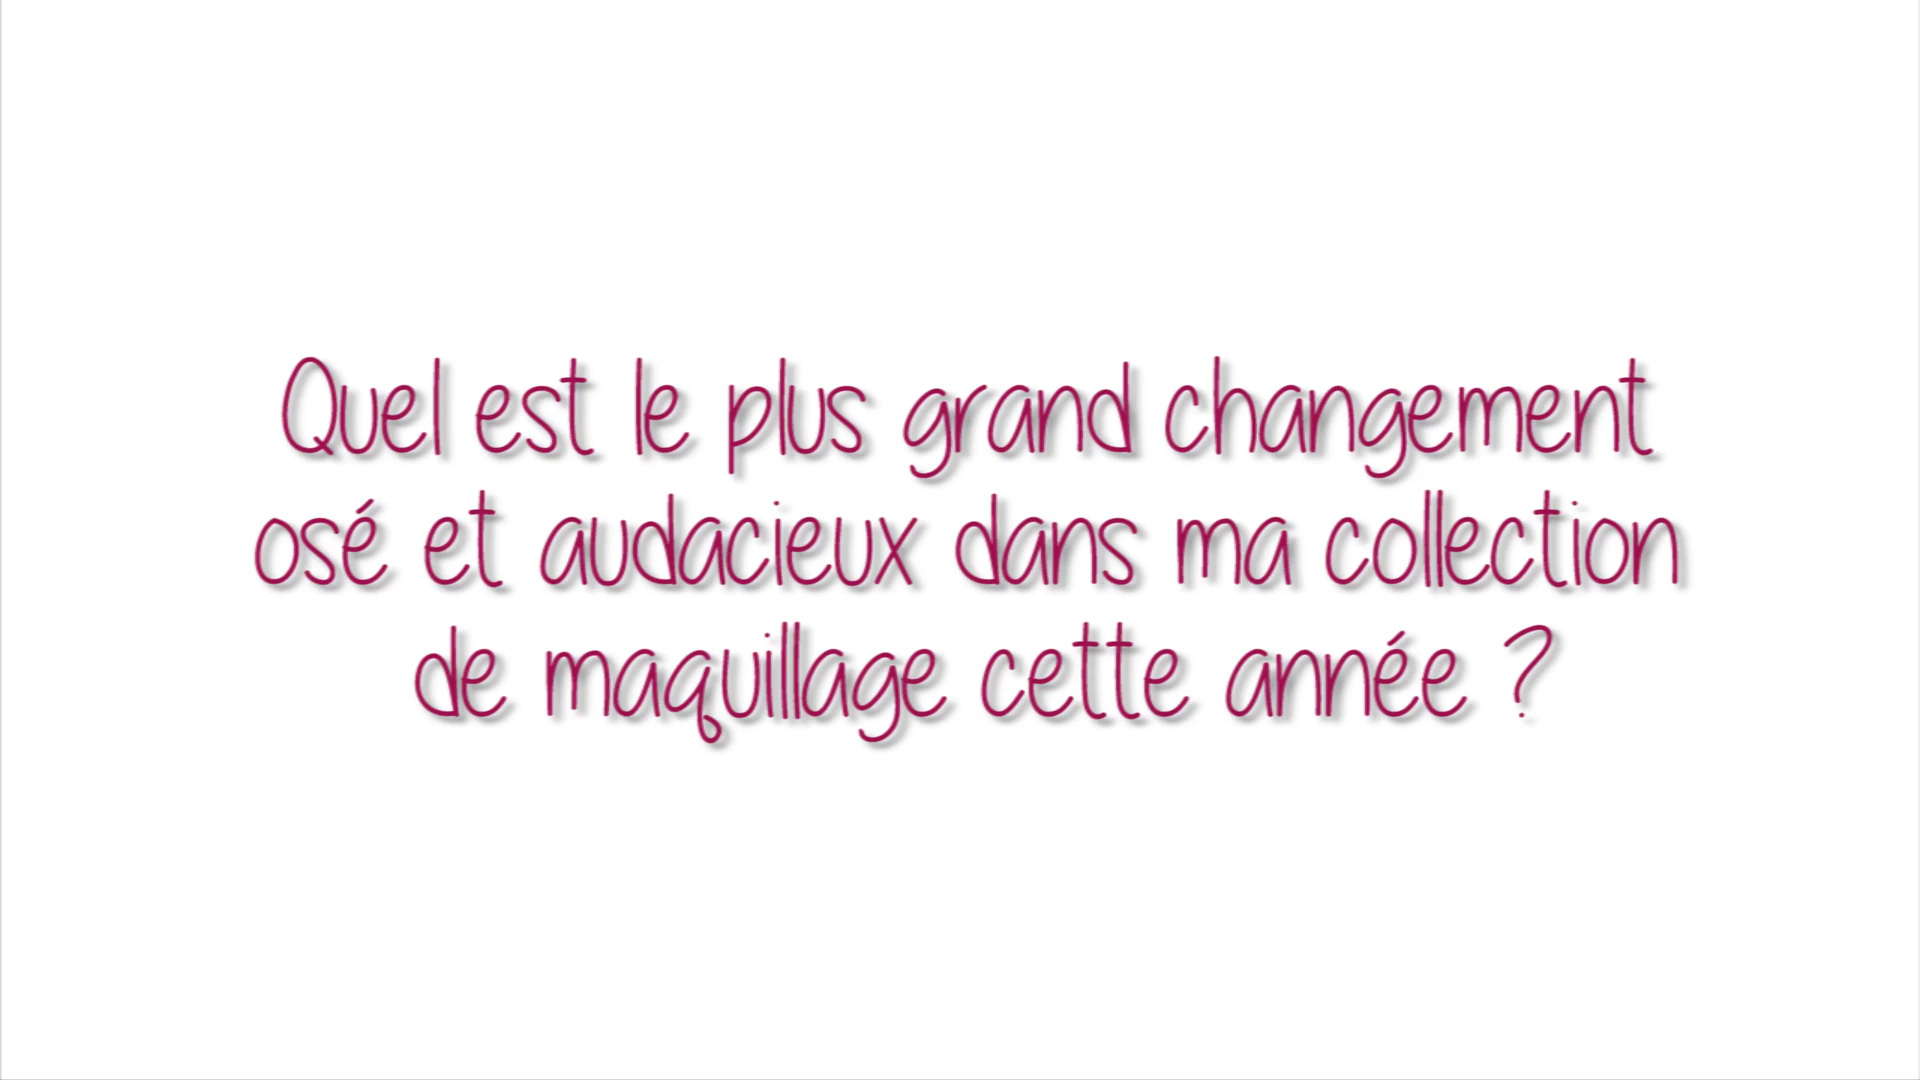 Quel est le plus grand changement
osé et audacieux dans ma collection
de maquillage cette année ?